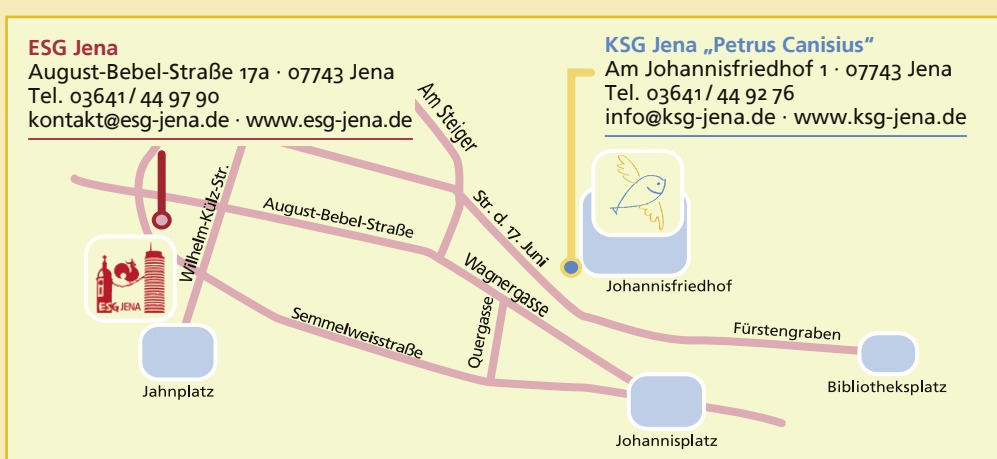 ESG Jena
August-Bebel-Straße 17a · 07743 Jena
Tel. 03641/44 97 90
kontakt@esg-jena.de · www.esg-jena.de
KSG Jena „Petrus Canisius“
Am Johannisfriedhof 1 · 07743 Jena
Tel. 03641/44 92 76
info@ksg-jena.de · www.ksg-jena.de
Am Steiger
Wilhelm-Külz-Str.
August-Bebel-Straße
Str. d. 17. Juni
Wagnergasse
Johannisfriedhof
ESG JENA
Semmelweisstraße
Quergasse
Fürstengraben
Jahnplatz
Bibliotheksplatz
Johannisplatz